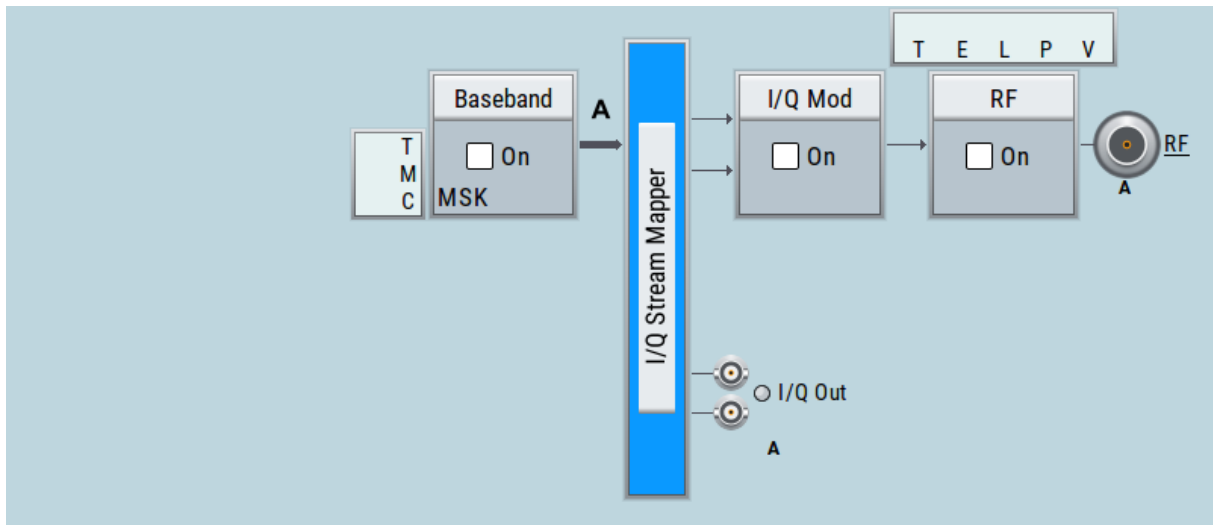 T E L P V
Baseband
A
I/Q Mod
RF
T
M
C
On
On
On
RF
MSK
A
I/Q Stream Mapper
I/Q Out
A